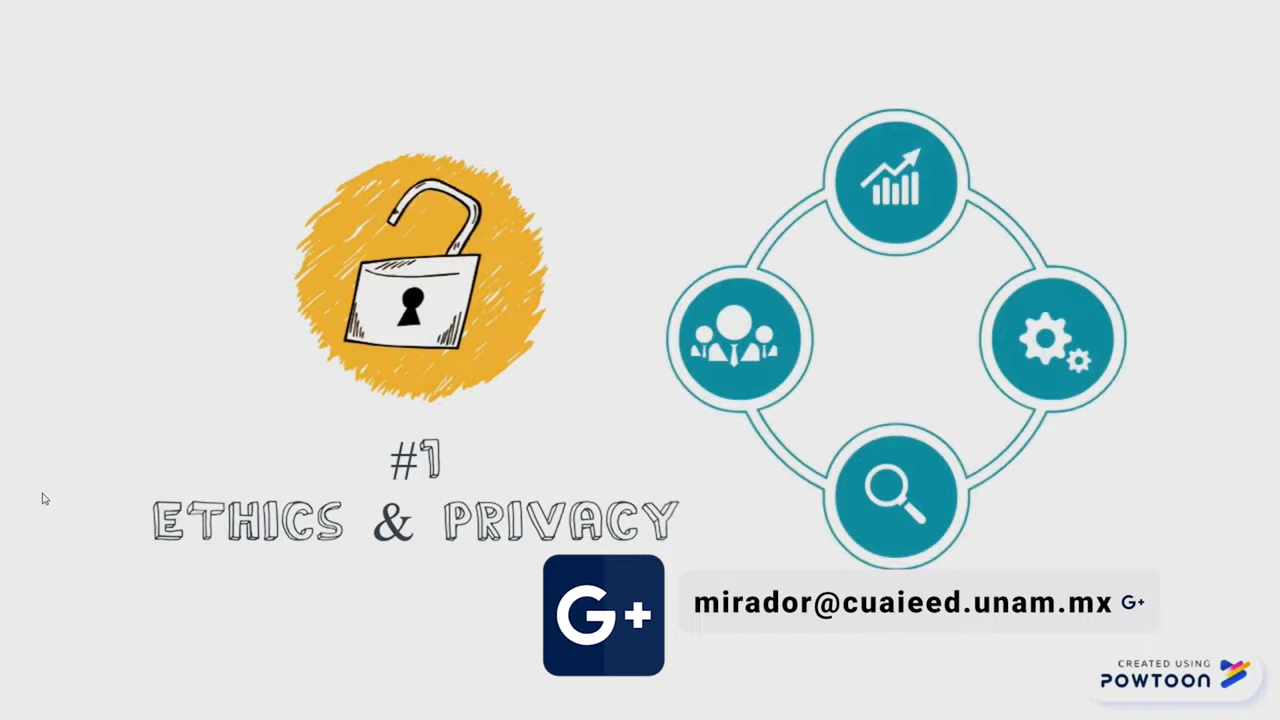 #1
ETHICS & PRIVACY
G+
mirador@cuaieed.unam.mx G+
CREATED USING
POWTOON